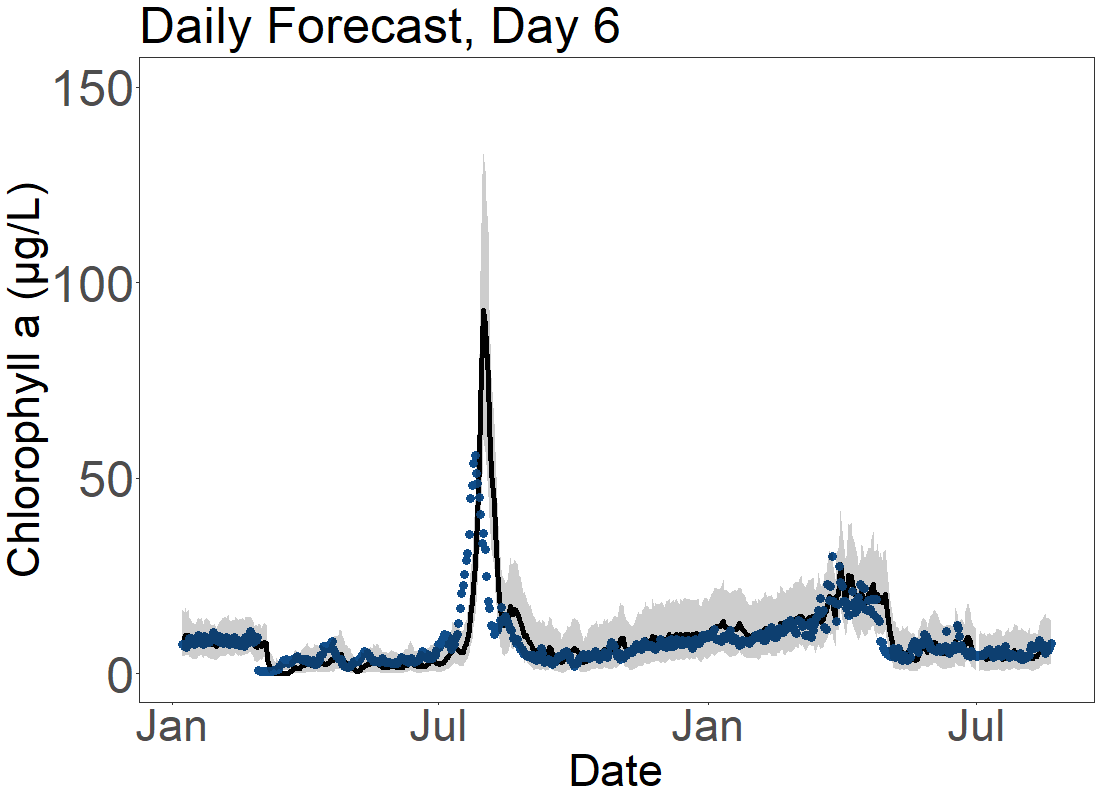 Daily Forecast, Day 6
150
100
50
0
Chlorophyll a (μg/L)
Jan Jul Jan Jul
Date